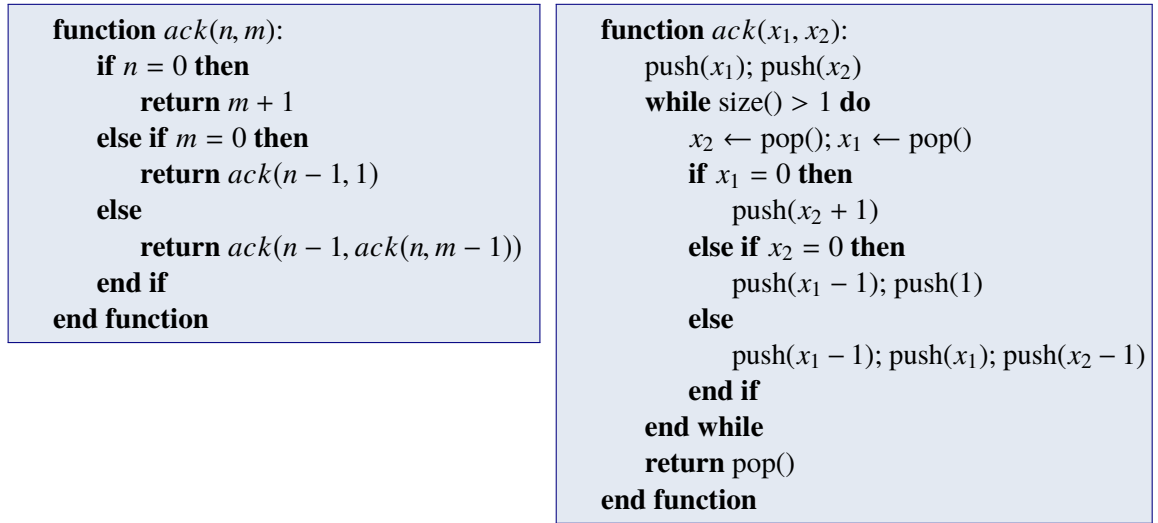 function ack(n, m):
if n = 0 then
return m + 1
else if m = 0 then
return ack(n − 1, 1)
else
return ack(n − 1, ack(n, m − 1))
end if
end function
function ack(x₁, x₂):
push(x₁); push(x₂)
while size() > 1 do
x₂ ← pop(); x₁ ← pop()
if x₁ = 0 then
push(x₂ + 1)
else if x₂ = 0 then
push(x₁ − 1); push(1)
else
push(x₁ − 1); push(x₁); push(x₂ − 1)
end if
end while
return pop()
end function